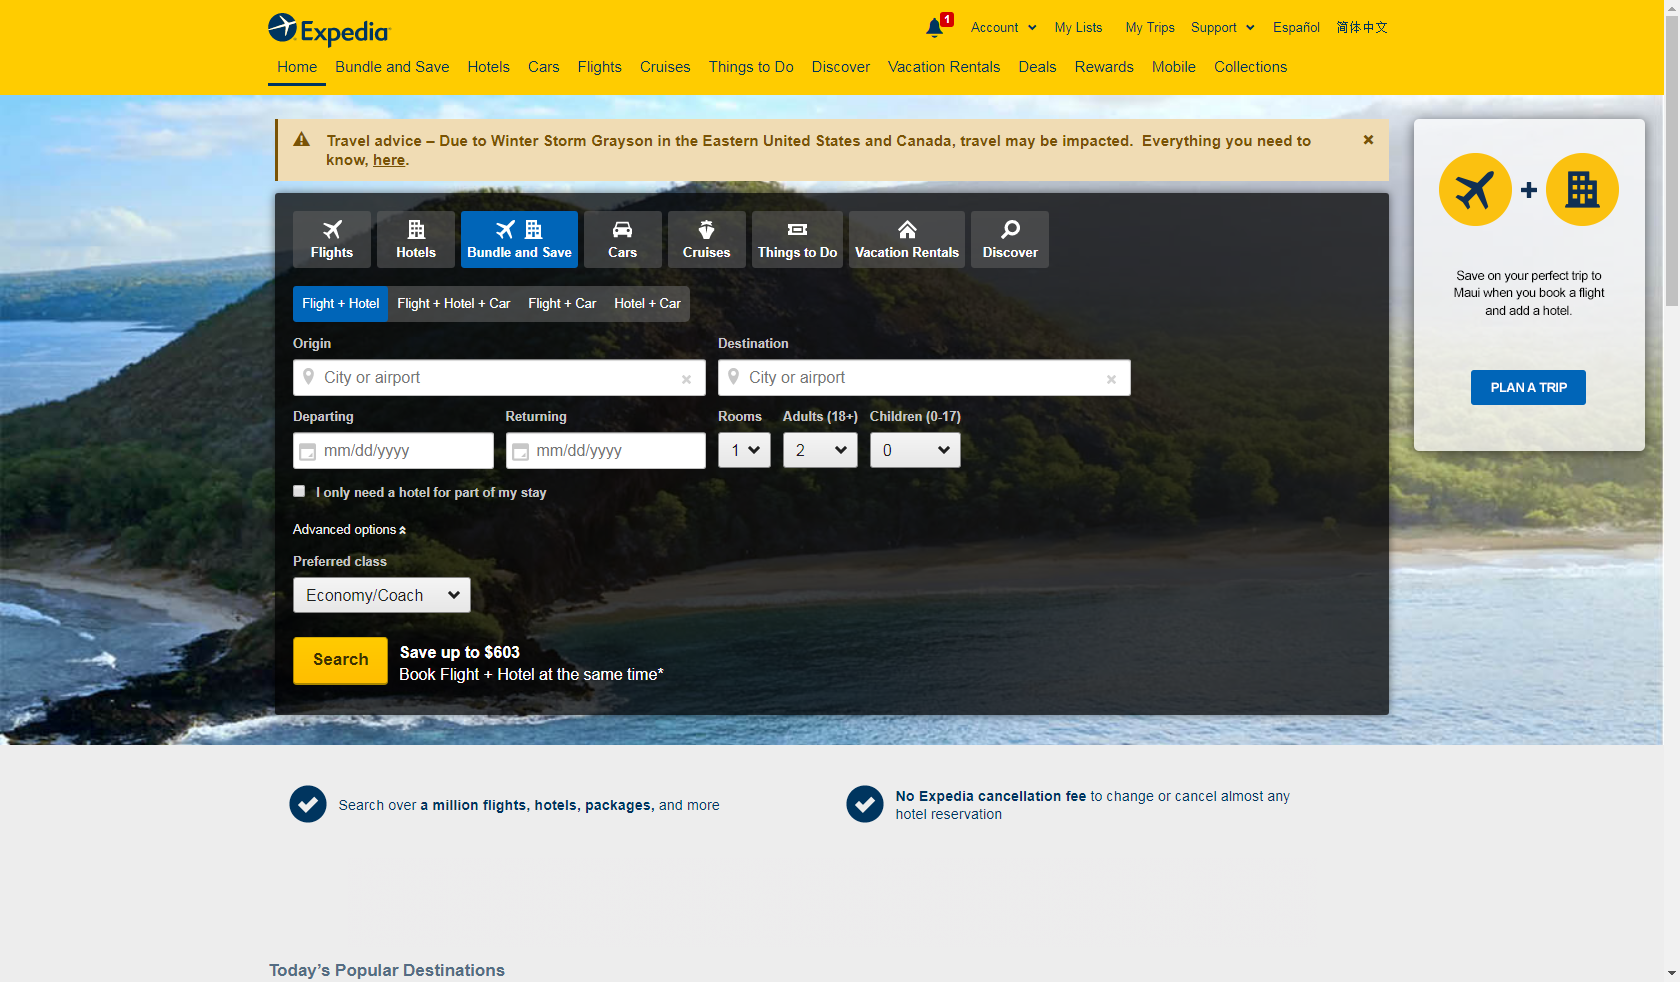 Expedia
1
Account
My Lists
My Trips
Support
Español
简体中文
Home
Bundle and Save
Hotels
Cars
Flights
Cruises
Things to Do
Discover
Vacation Rentals
Deals
Rewards
Mobile
Collections
Travel advice – Due to Winter Storm Grayson in the Eastern United States and Canada, travel may be impacted. Everything you need to
know, here.
Flights
Hotels
Bundle and Save
Cars
Cruises
Things to Do
Vacation Rentals
Discover
Flight + Hotel
Flight + Hotel + Car
Flight + Car
Hotel + Car
Origin
Destination
City or airport
City or airport
Departing
Returning
Rooms
Adults (18+)
Children (0-17)
mm/dd/yyyy
mm/dd/yyyy
1
2
0
I only need a hotel for part of my stay
Advanced options
Preferred class
Economy/Coach
Search
Save up to $603
Book Flight + Hotel at the same time*
Save on your perfect trip to
Maui when you book a flight
and add a hotel.
PLAN A TRIP
Search over a million flights, hotels, packages, and more
No Expedia cancellation fee to change or cancel almost any
hotel reservation
Today's Popular Destinations